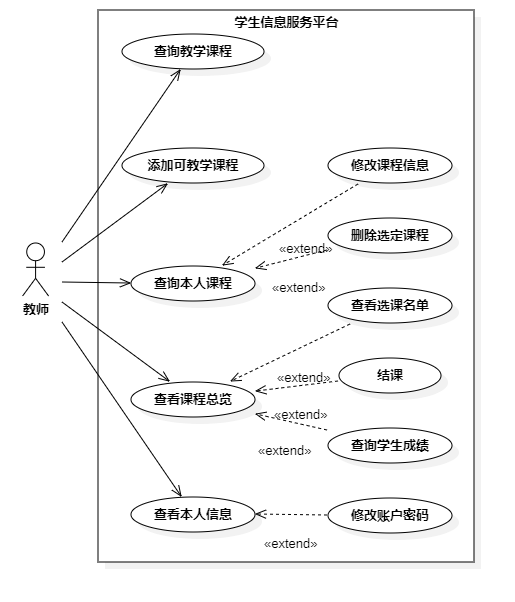 学生信息服务平台
查询教学课程
添加可教学课程
修改课程信息
删除选定课程
«extend»
教师
查询本人课程
«extend»
查看选课名单
结课
«extend»
查看课程总览
«extend»
查询学生成绩
«extend»
查看本人信息
修改账户密码
«extend»